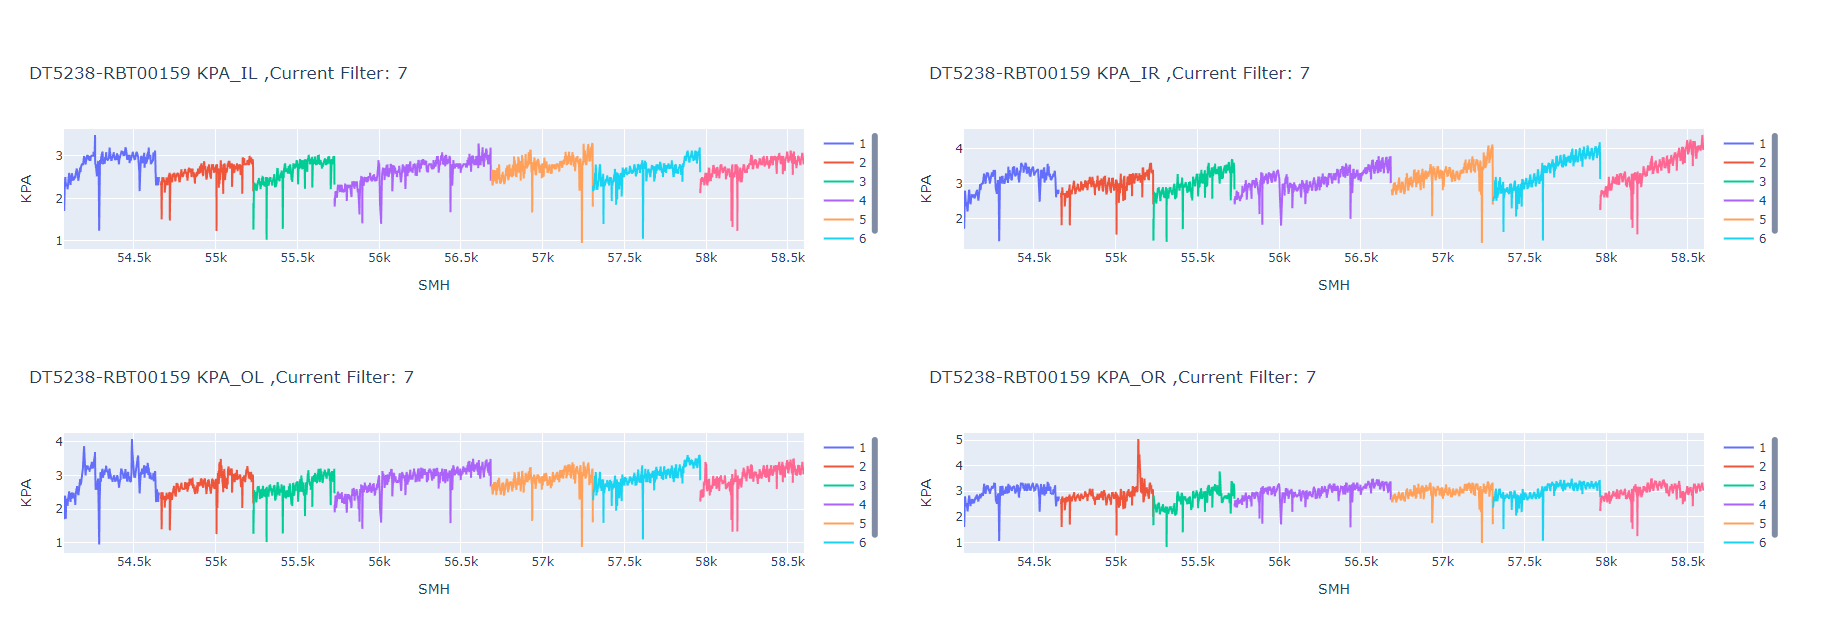 DT5238-RBT00159 KPA_IL ,Current Filter: 7
KPA
3
2
1
54.5k 55k 55.5k 56k 56.5k 57k 57.5k 58k 58.5k
SMH
1
2
3
4
5
6
DT5238-RBT00159 KPA_IR ,Current Filter: 7
KPA
4
3
2
54.5k 55k 55.5k 56k 56.5k 57k 57.5k 58k 58.5k
SMH
1
2
3
4
5
6
DT5238-RBT00159 KPA_OL ,Current Filter: 7
KPA
4
3
2
1
54.5k 55k 55.5k 56k 56.5k 57k 57.5k 58k 58.5k
SMH
1
2
3
4
5
6
DT5238-RBT00159 KPA_OR ,Current Filter: 7
KPA
5
4
3
2
1
54.5k 55k 55.5k 56k 56.5k 57k 57.5k 58k 58.5k
SMH
1
2
3
4
5
6